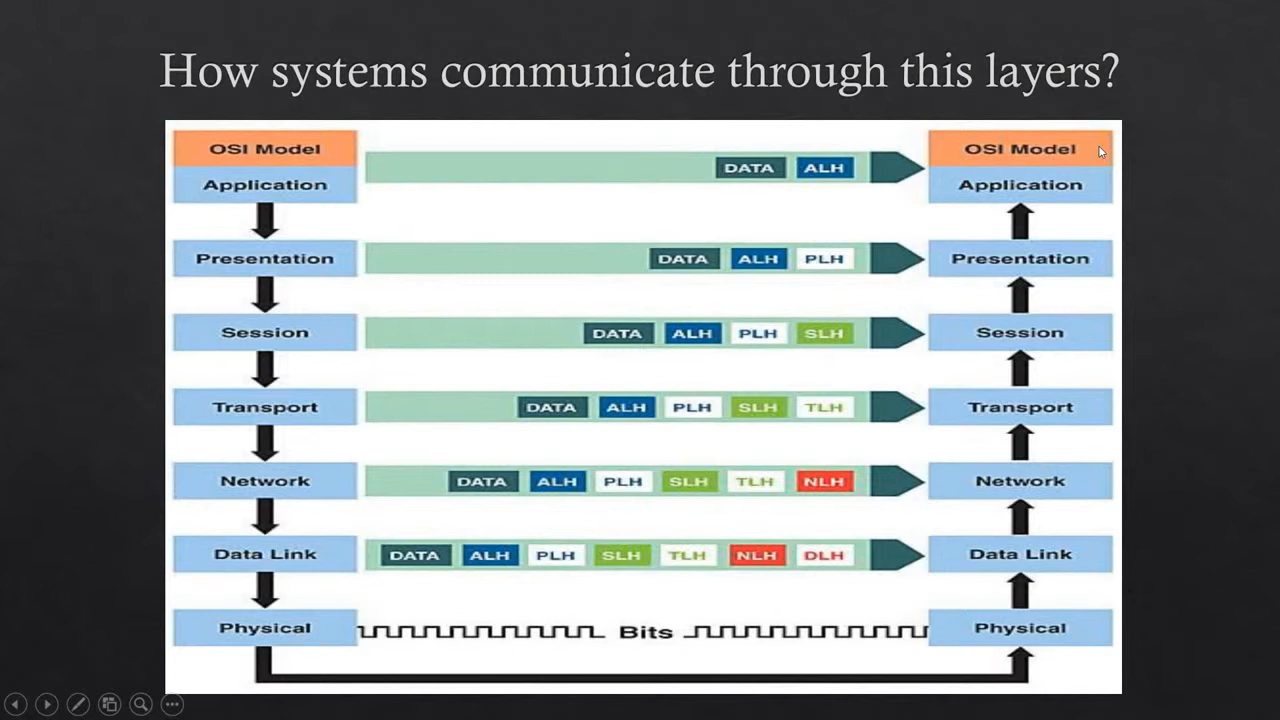 How systems communicate through this layers?
OSI Model DATA ALH OSI Model
Application Application
Presentation DATA ALH PLH Presentation
Session DATA ALH PLH SLH Session
Transport DATA ALH PLH SLH TLH Transport
Network DATA ALH PLH SLH TLH NLH Network
Data Link DATA ALH PLH SLH TLH NLH DLH Data Link
Physical Bits Physical